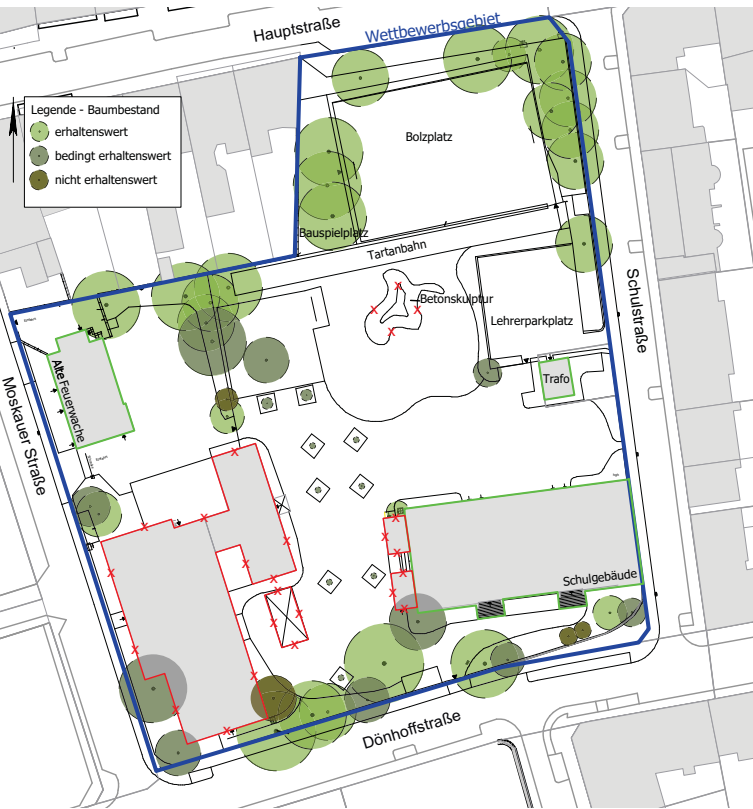 Hauptstraße
Wettbewerbsgebiet
Legende - Baumbestand
erhaltenswert
bedingt erhaltenswert
nicht erhaltenswert
Bolzplatz
Bauspielplatz
Tartanbahn
Betonskulptur
Lehrerparkplatz
Schulstraße
Trafo
Alte Feuerwache
Moskauer Straße
Schulgebäude
Dönhoffstraße